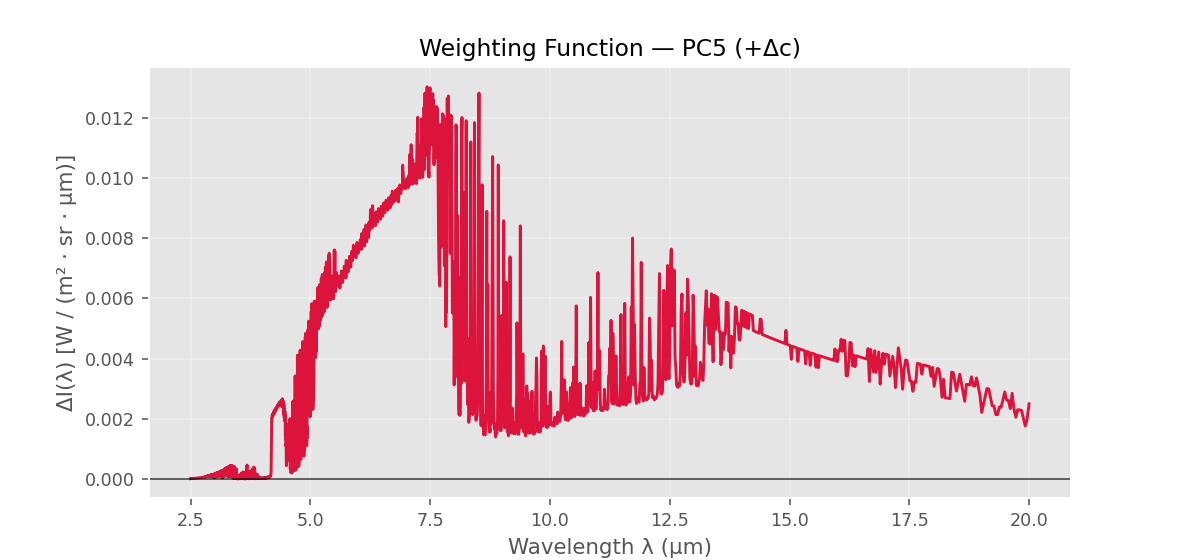 Weighting Function — PC5 (+Δc)
ΔI(λ) [W / (m² · sr · μm)]
0.012
0.010
0.008
0.006
0.004
0.002
0.000
2.5 5.0 7.5 10.0 12.5 15.0 17.5 20.0
Wavelength λ (μm)